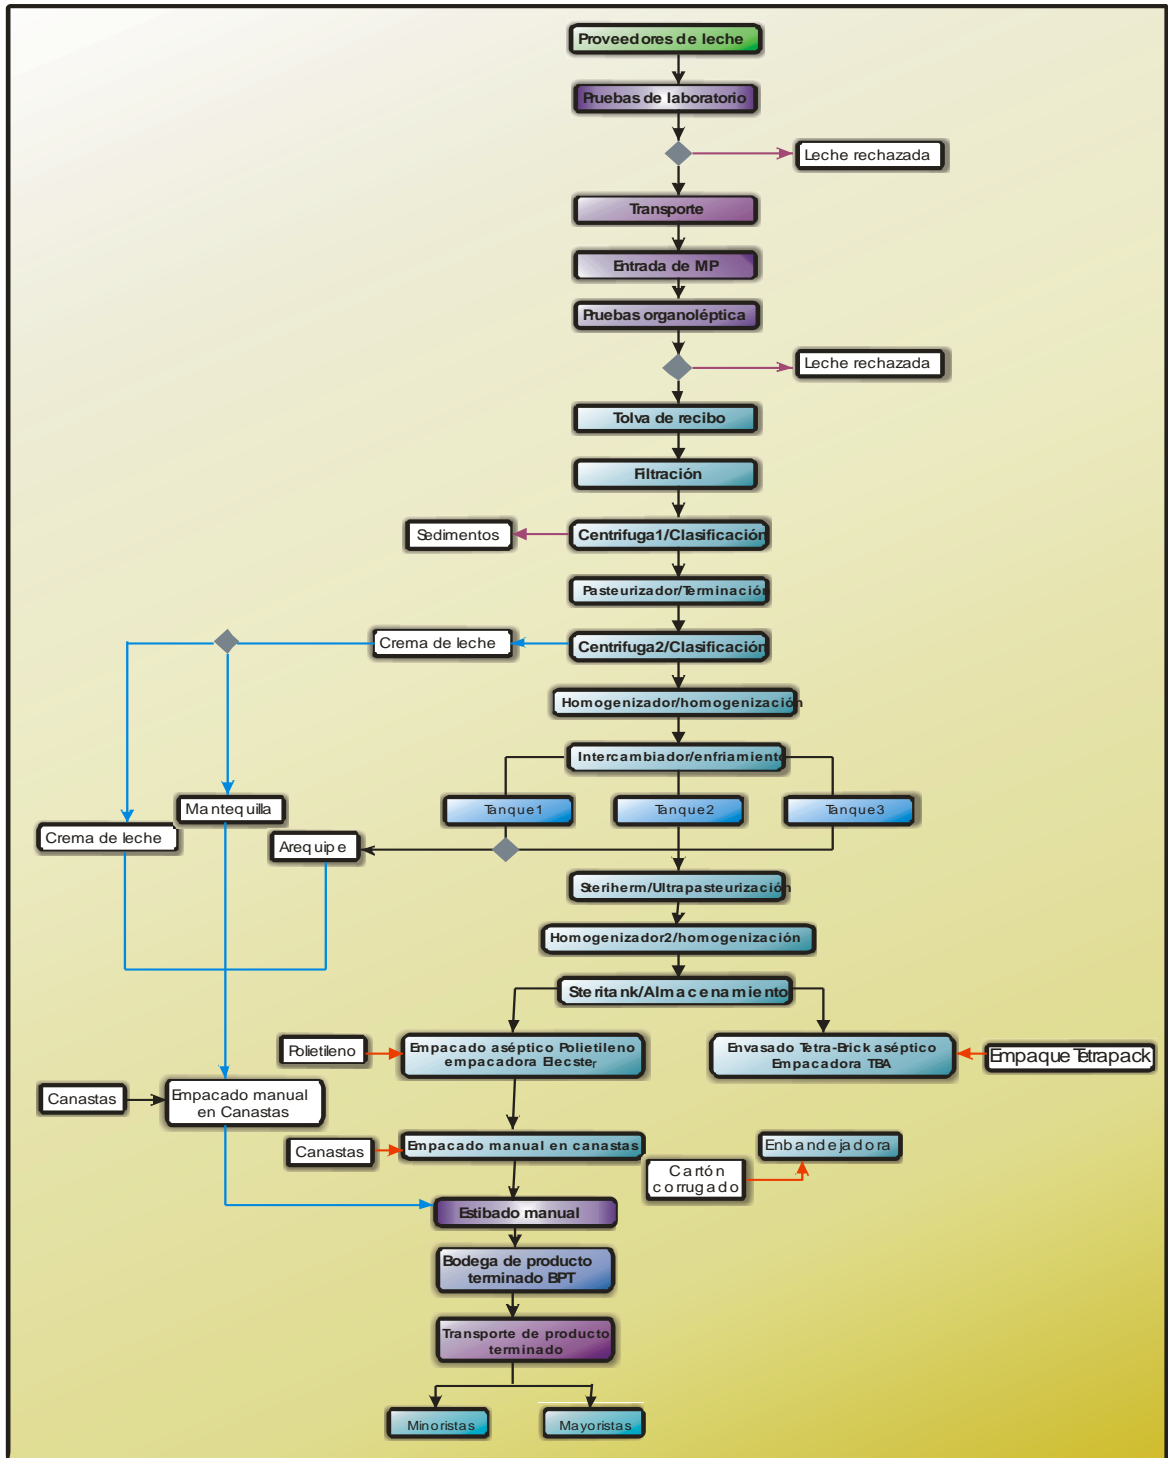 Proveedores de leche
Pruebas de laboratorio
Leche rechazada
Transporte
Entrada de MP
Pruebas organoléptica
Leche rechazada
Tolva de recibo
Filtración
Sedimentos
Centrifuga1/Clasificación
Pasteurizador/Terminación
Crema de leche
Centrifuga2/Clasificación
Homogenizador/homogenización
Intercambiador/enfriamiento
Mantequilla
Tanque1
Tanque2
Tanque3
Crema de leche
Arequipe
Steriherm/Ultrapasteurización
Homogenizador2/homogenización
Steritank/Almacenamiento
Polietileno
Empacado aséptico Polietileno
empacadora Elecster
Envasado Tetra-Brick aséptico
Empacadora TBA
Empaque Tetrapack
Canastas
Empacado manual
en Canastas
Canastas
Empacado manual en canastas
Enbandejadora
Cartón
corrugado
Estibado manual
Bodega de producto
terminado BPT
Transporte de producto
terminado
Minoristas
Mayoristas